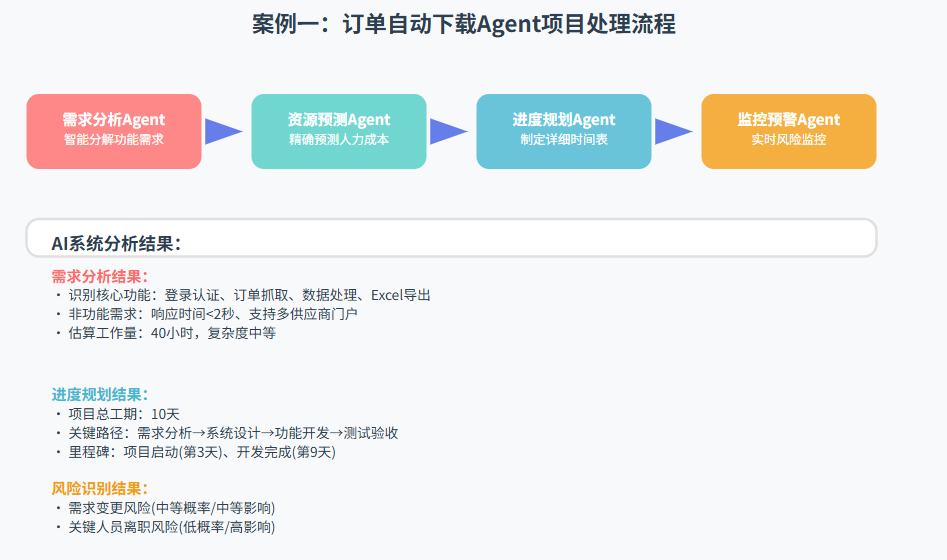 案例一：订单自动下载Agent项目处理流程
需求分析Agent
智能分解功能需求
资源预测Agent
精确预测人力成本
进度规划Agent
制定详细时间表
监控预警Agent
实时风险监控
AI系统分析结果：
需求分析结果：
• 识别核心功能：登录认证、订单抓取、数据处理、Excel导出
• 非功能需求：响应时间<2秒、支持多供应商门户
• 估算工作量：40小时，复杂度中等
进度规划结果：
• 项目总工期：10天
• 关键路径：需求分析→系统设计→功能开发→测试验收
• 里程碑：项目启动(第3天)、开发完成(第9天)
风险识别结果：
• 需求变更风险(中等概率/中等影响)
• 关键人员离职风险(低概率/高影响)